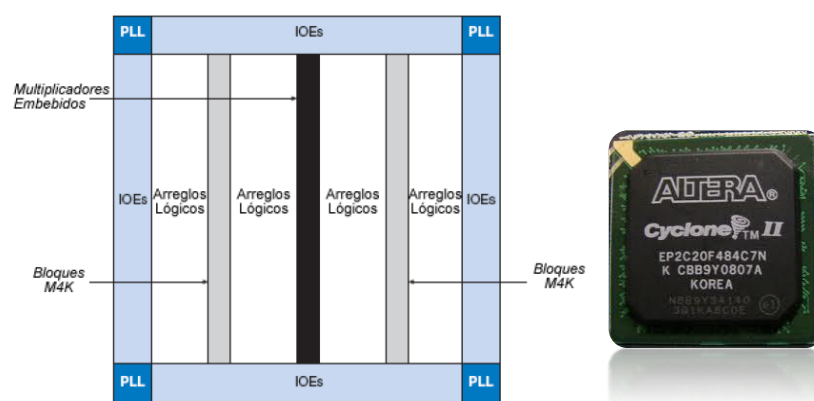 PLL
IOEs
PLL
Multiplicadores
Embebidos
IOEs
Arreglos
Lógicos
Arreglos
Lógicos
Arreglos
Lógicos
Arreglos
Lógicos
IOEs
Bloques
M4K
Bloques
M4K
PLL
IOEs
PLL
ALTERA®
Cyclone™ II
EP2C20F484C7N
K CBB9Y0807A
KOREA